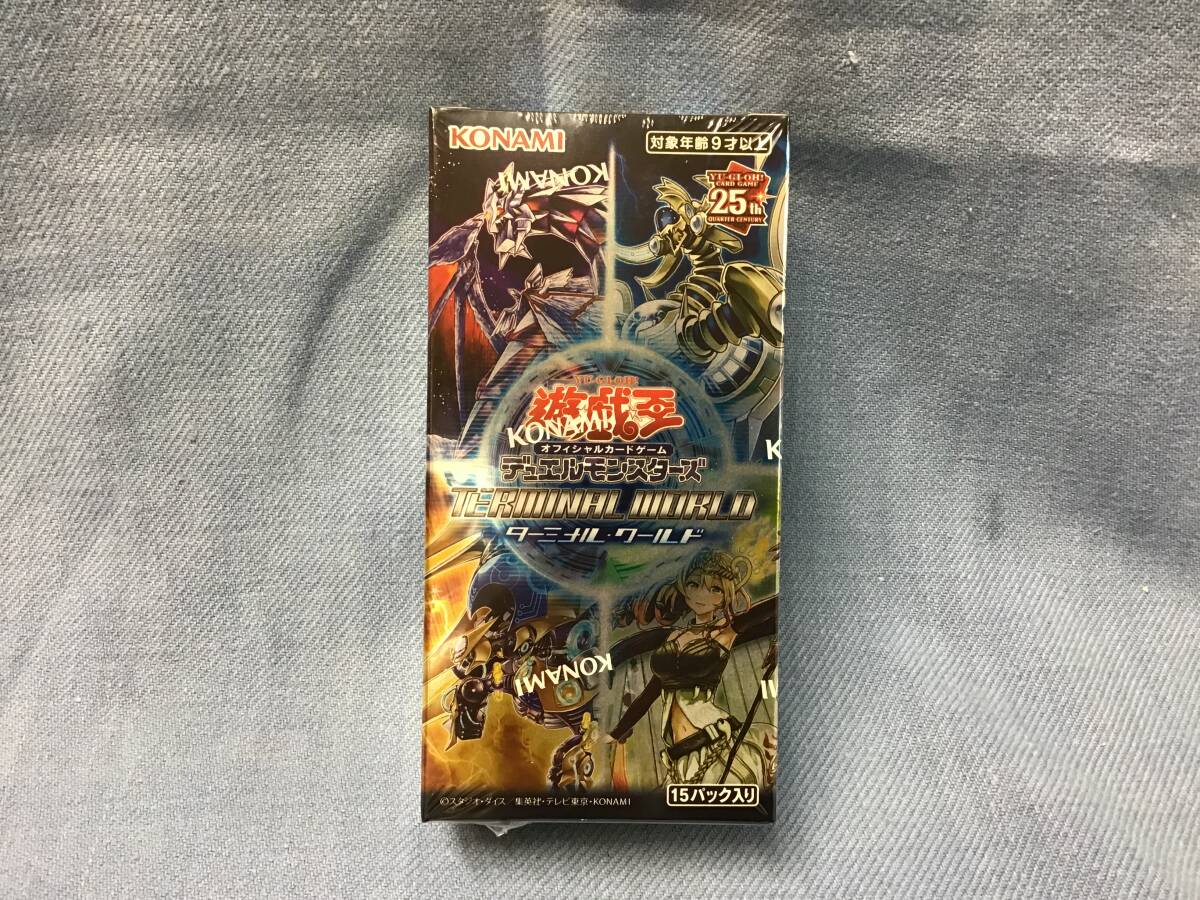 KONAMI
対象年齢9才以上
KONAMI
YU-GI-OH!
CARD GAME
25th
QUARTER CENTURY
YU-GI-OH!
遊戯王
KONAMI
オフィシャルカードゲーム
デュエルモンスターズ
TERMINAL WORLD
ターミナル・ワールド
KONAMI
©スタジオ・ダイス/集英社・テレビ東京・KONAMI
15パック入り